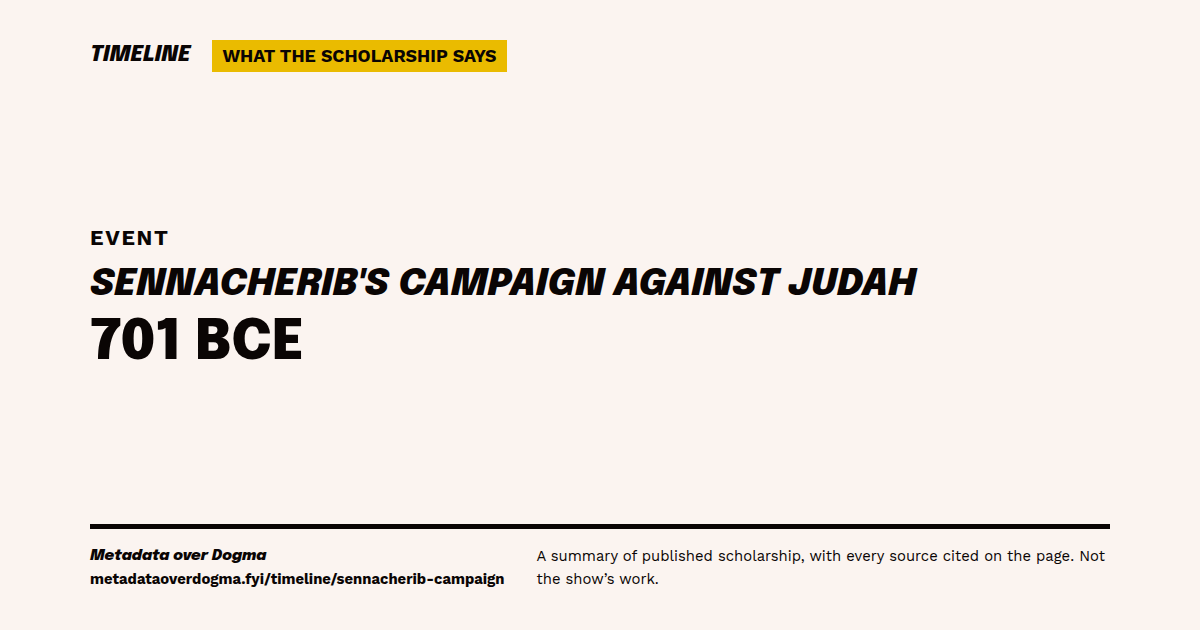 TIMELINE
WHAT THE SCHOLARSHIP SAYS
EVENT
SENNACHERIB'S CAMPAIGN AGAINST JUDAH
701 BCE
Metadata over Dogma
metadataoverdogma.fyi/timeline/sennacherib-campaign
A summary of published scholarship, with every source cited on the page. Not
the show’s work.